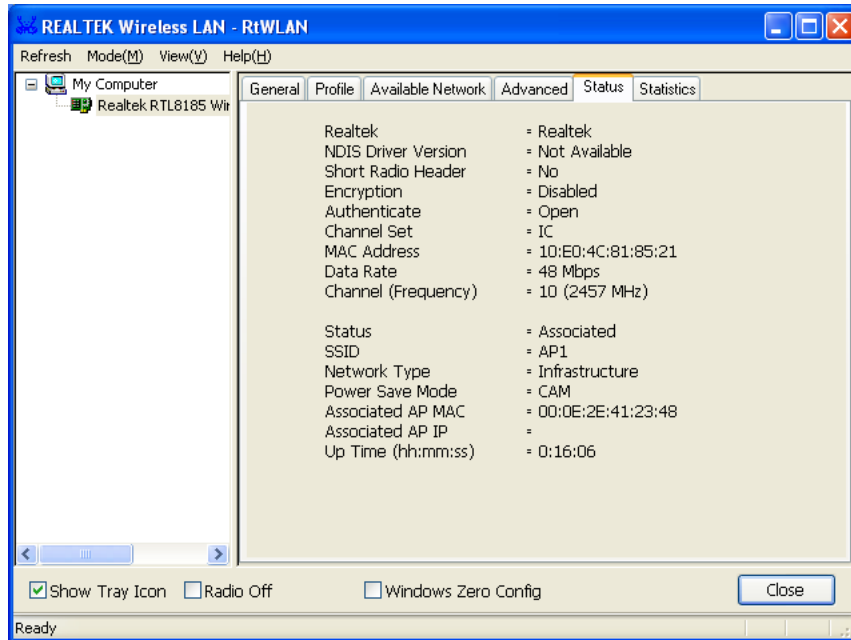 REALTEK Wireless LAN - RtWLAN
Refresh Mode(M) View(V) Help(H)
My Computer
Realtek RTL8185 Wir
General Profile Available Network Advanced Status Statistics
Realtek = Realtek
NDIS Driver Version = Not Available
Short Radio Header = No
Encryption = Disabled
Authenticate = Open
Channel Set = IC
MAC Address = 10:E0:4C:81:85:21
Data Rate = 48 Mbps
Channel (Frequency) = 10 (2457 MHz)
Status = Associated
SSID = AP1
Network Type = Infrastructure
Power Save Mode = CAM
Associated AP MAC = 00:0E:2E:41:23:48
Associated AP IP =
Up Time (hh:mm:ss) = 0:16:06
Show Tray Icon Radio Off Windows Zero Config Close
Ready